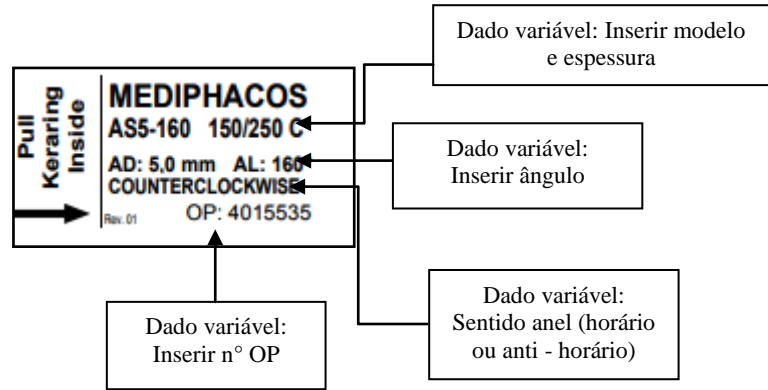 Dado variável: Inserir modelo
e espessura
Pull
Keraring
Inside
MEDIPHACOS
AS5-160 150/250 C
AD: 5,0 mm AL: 160
COUNTERCLOCKWISE
Rev. 01 OP: 4015535
Dado variável:
Inserir ângulo
Dado variável:
Inserir n° OP
Dado variável:
Sentido anel (horário
ou anti - horário)